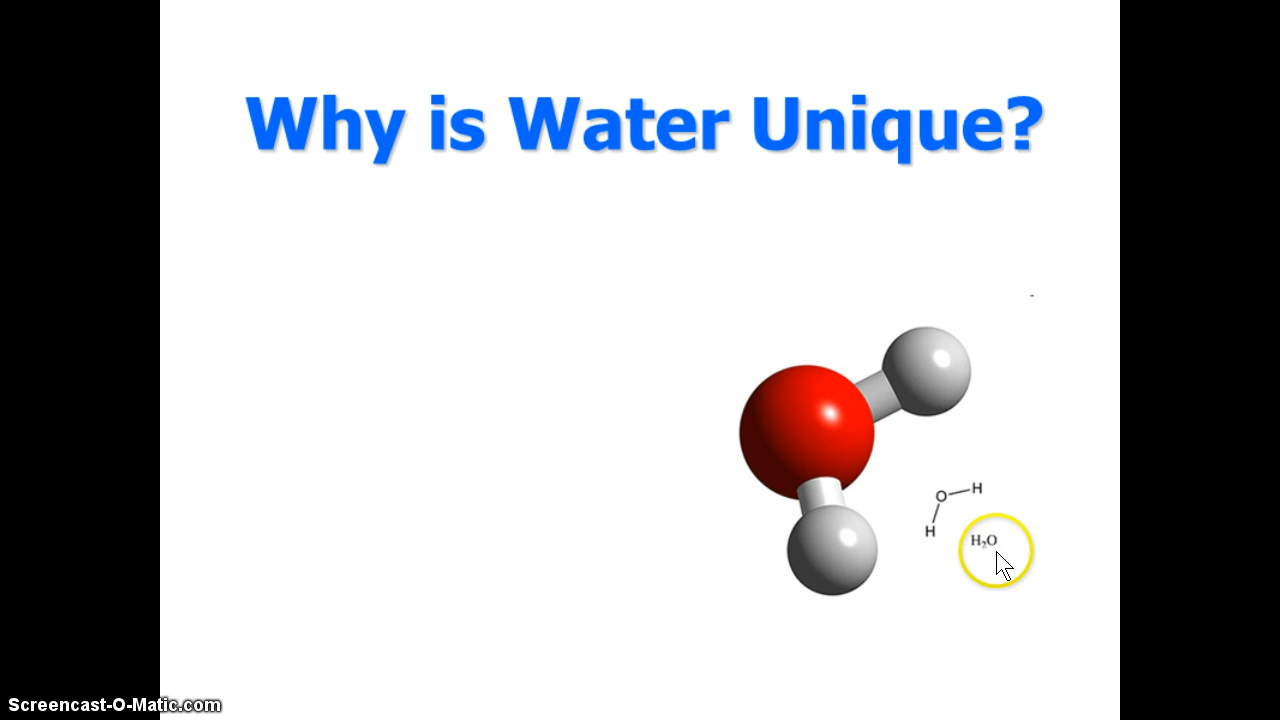 Why is Water Unique?
-
O H
H
H₂O
Screencast-O-Matic.com